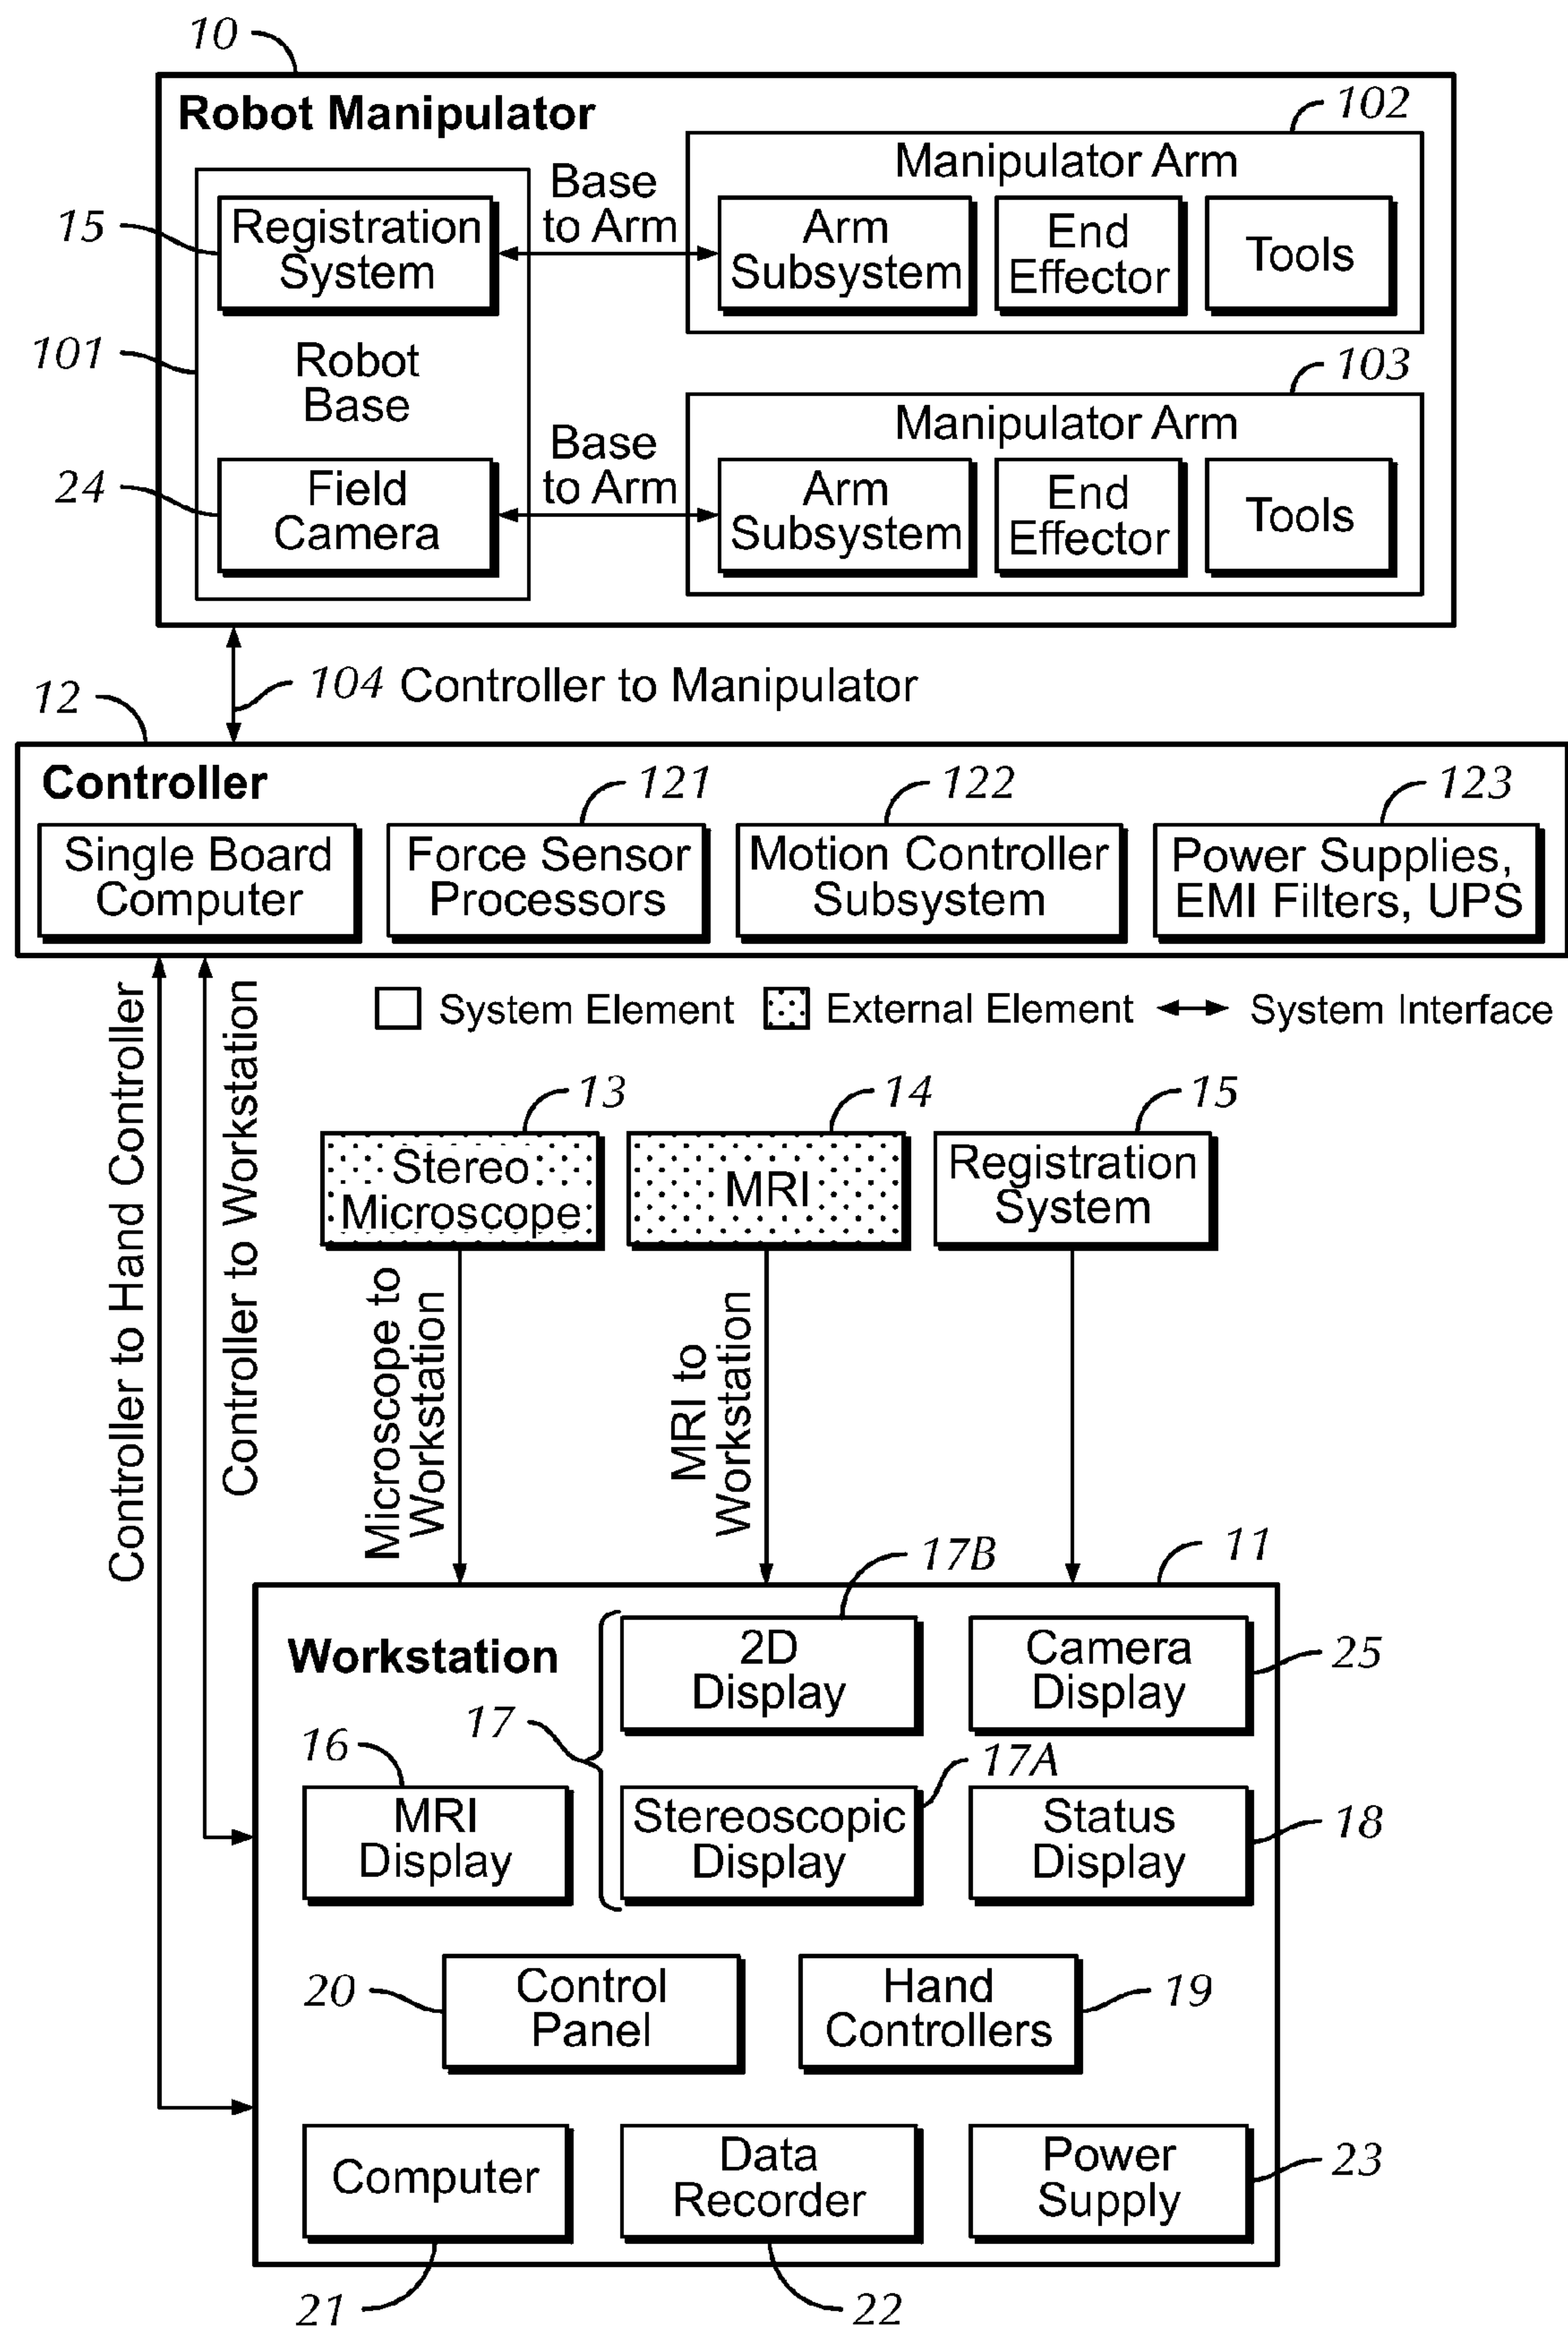 10
Robot Manipulator
102
Manipulator Arm
Base
to Arm
15
Registration
System
Arm
Subsystem
End
Effector
Tools
101
Robot
Base
103
Manipulator Arm
Base
to Arm
24
Field
Camera
Arm
Subsystem
End
Effector
Tools
104 Controller to Manipulator
12
Controller
121
122
123
Single Board
Computer
Force Sensor
Processors
Motion Controller
Subsystem
Power Supplies,
EMI Filters, UPS
System Element
External Element
System Interface
Controller to Hand Controller
Controller to Workstation
13
14
15
Stereo
Microscope
MRI
Registration
System
Microscope to
Workstation
MRI to
Workstation
17B
11
Workstation
2D
Display
Camera
Display
25
17
16
17A
MRI
Display
Stereoscopic
Display
Status
Display
18
20
Control
Panel
Hand
Controllers
19
Computer
Data
Recorder
Power
Supply
23
21
22